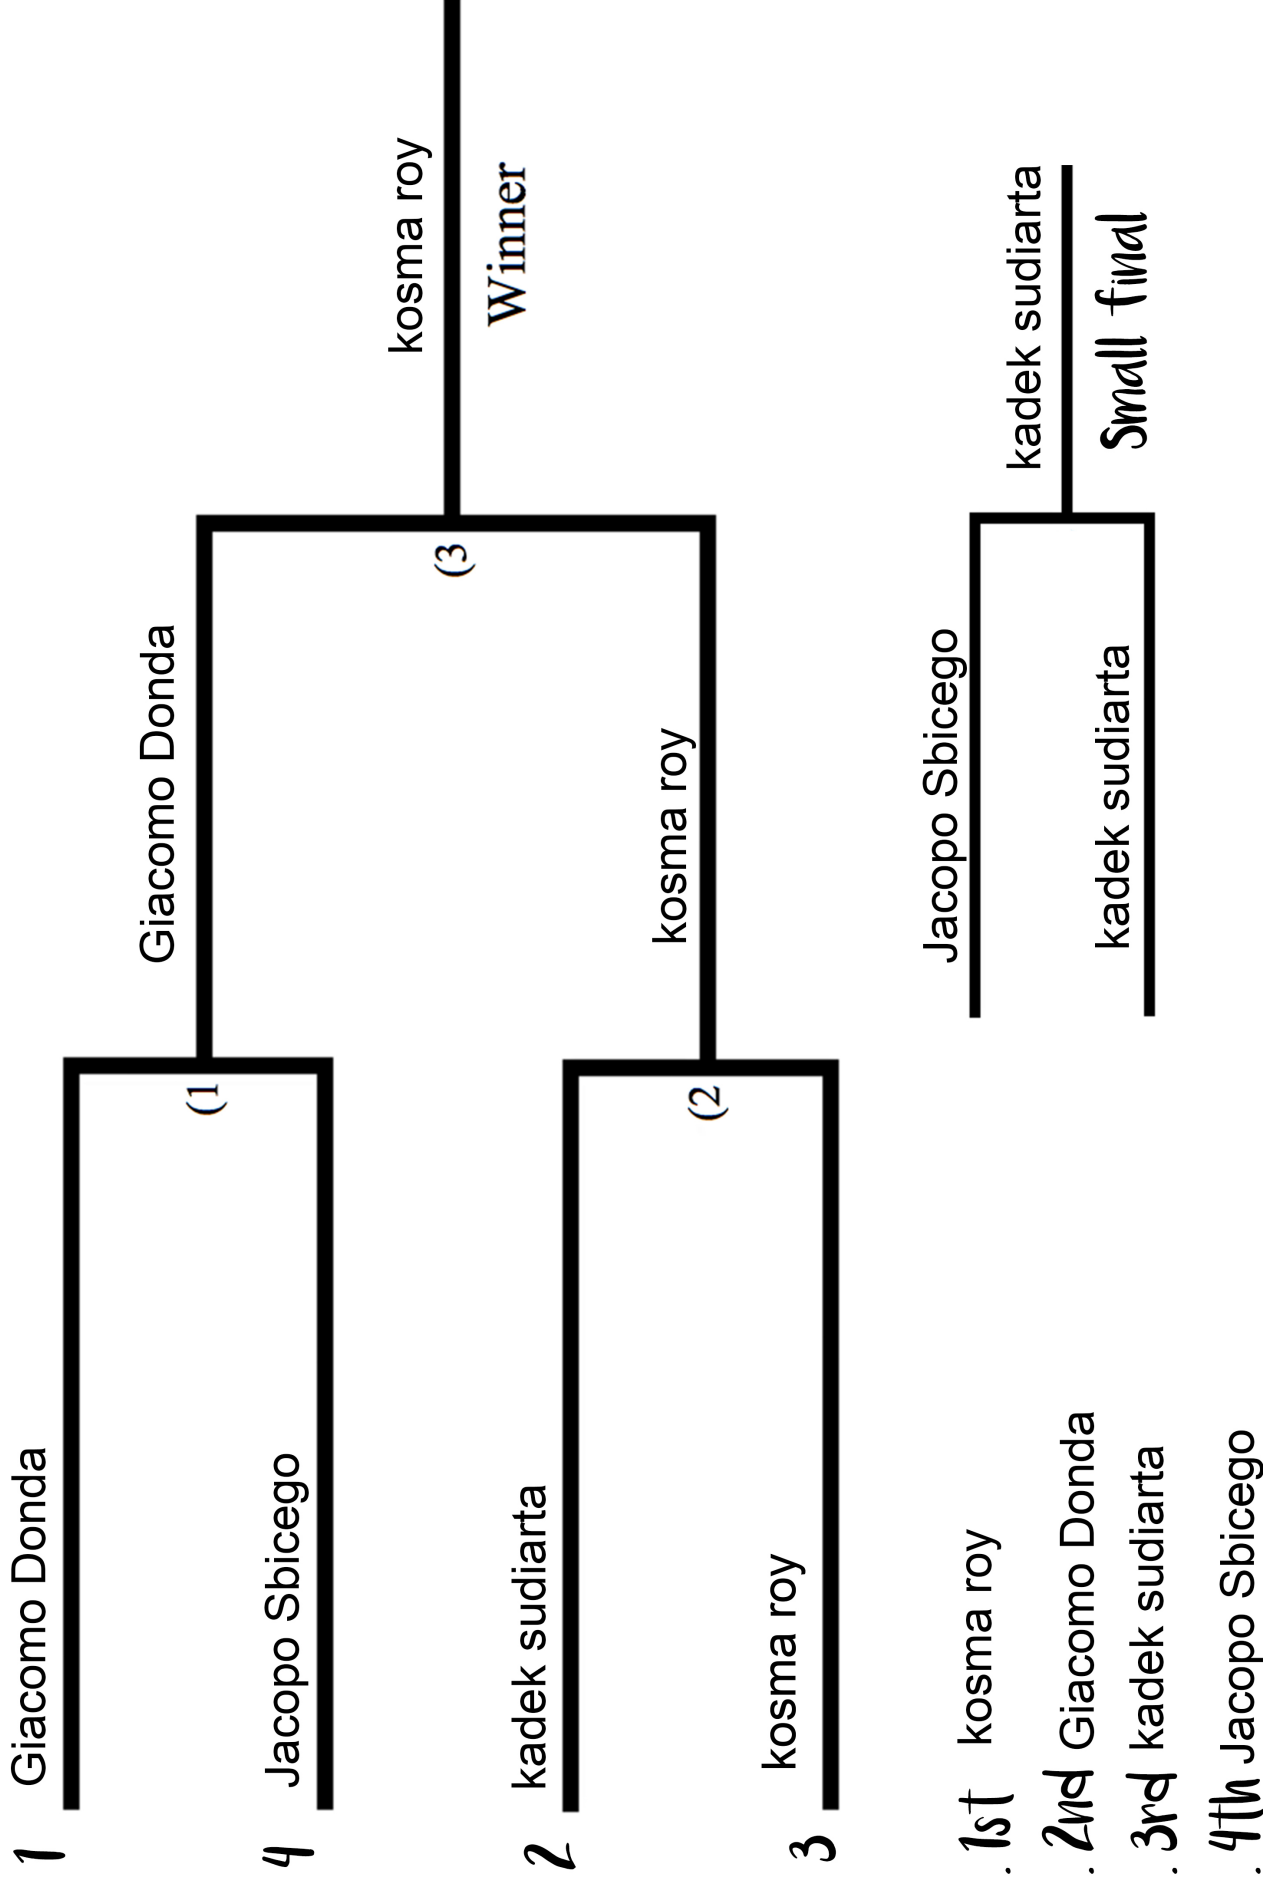 1 Giacomo Donda
4 Jacopo Sbicego
(1
Giacomo Donda
2 kadek sudiarta
3 kosma roy
(2
kosma roy
(3
kosma roy
Winner
Jacopo Sbicego
kadek sudiarta
kadek sudiarta
Small final
. 1st kosma roy
. 2nd Giacomo Donda
. 3rd kadek sudiarta
. 4th Jacopo Sbicego